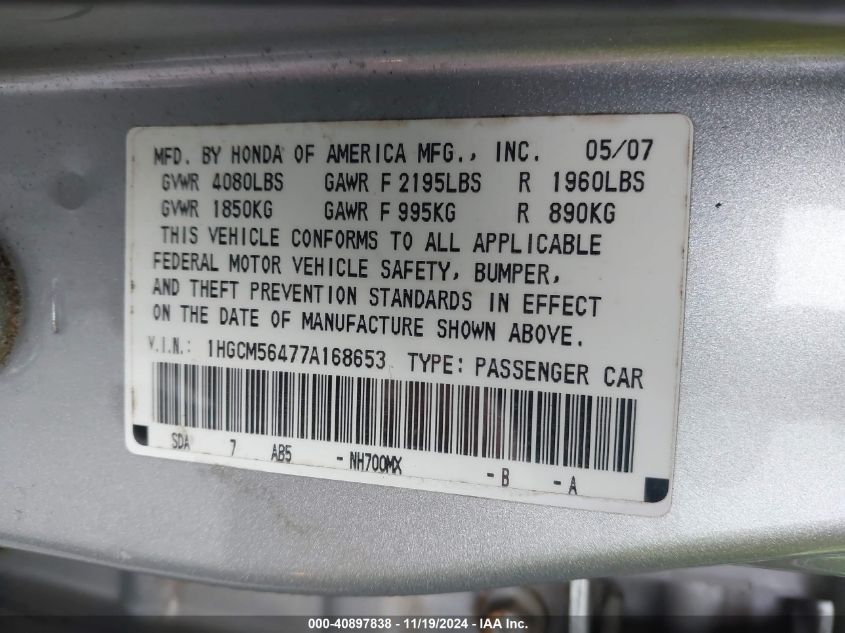 MFD. BY HONDA OF AMERICA MFG., INC. 05/07
GVWR 4080LBS GAWR F 2195LBS R 1960LBS
GVWR 1850KG GAWR F 995KG R 890KG
THIS VEHICLE CONFORMS TO ALL APPLICABLE
FEDERAL MOTOR VEHICLE SAFETY, BUMPER,
AND THEFT PREVENTION STANDARDS IN EFFECT
ON THE DATE OF MANUFACTURE SHOWN ABOVE.
V.I.N.: 1HGCM56477A168653 TYPE: PASSENGER CAR
SDA 7 AB5 - NH700MX - B - A
000-40897838 - 11/19/2024 - IAA Inc.